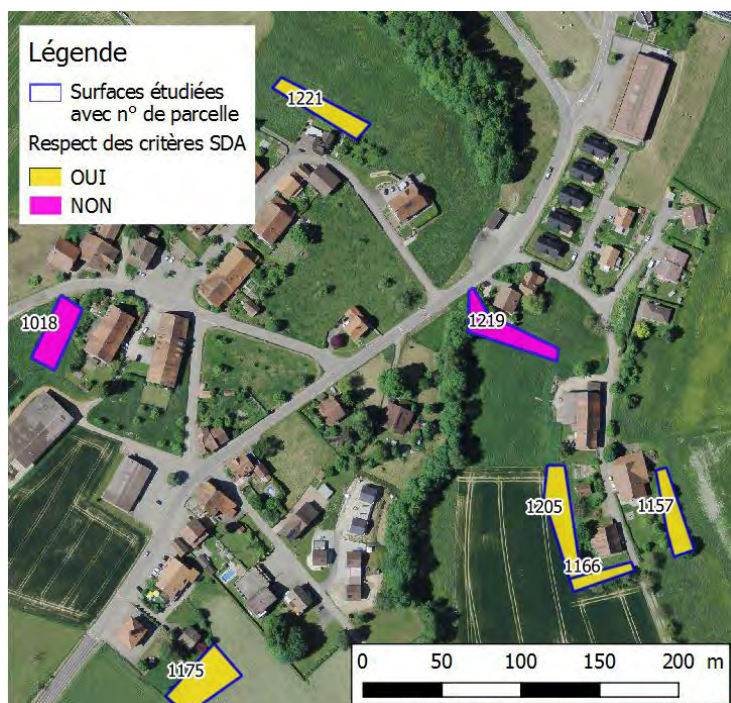 Légende
Surfaces étudiées
avec n° de parcelle
Respect des critères SDA
OUI
NON
1221
1018
1219
1205
1157
1166
1175
0 50 100 150 200 m